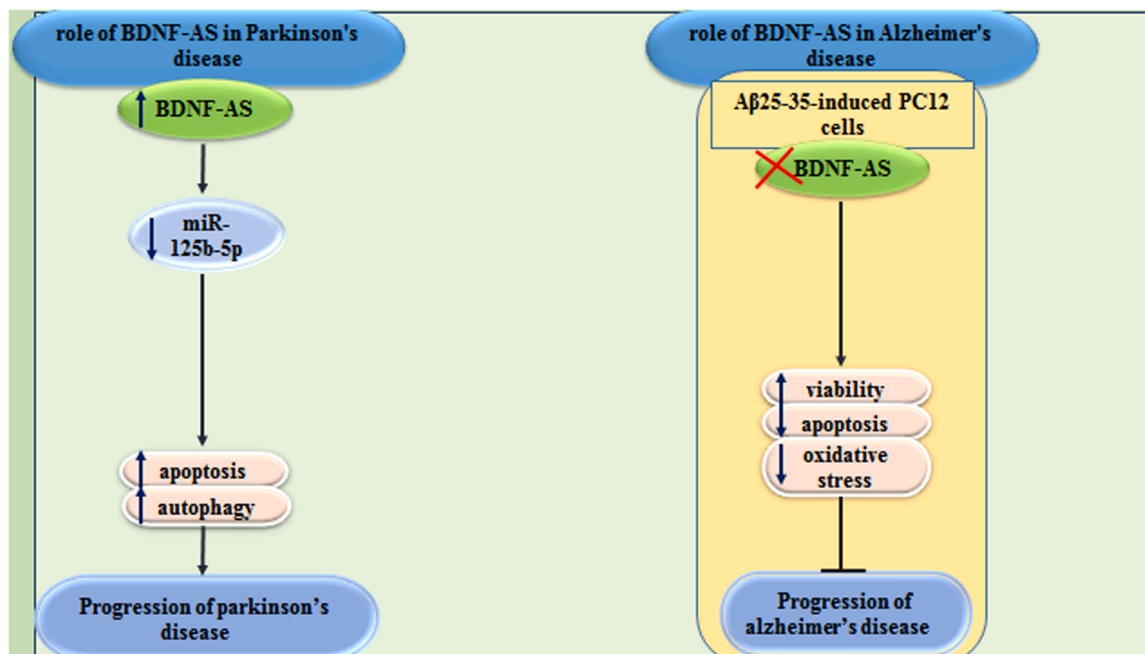 role of BDNF-AS in Parkinson's
disease
BDNF-AS
miR-
125b-5p
apoptosis
autophagy
Progression of parkinson’s
disease
role of BDNF-AS in Alzheimer's
disease
Aβ25-35-induced PC12
cells
BDNF-AS
viability
apoptosis
oxidative
stress
Progression of
alzheimer’s disease